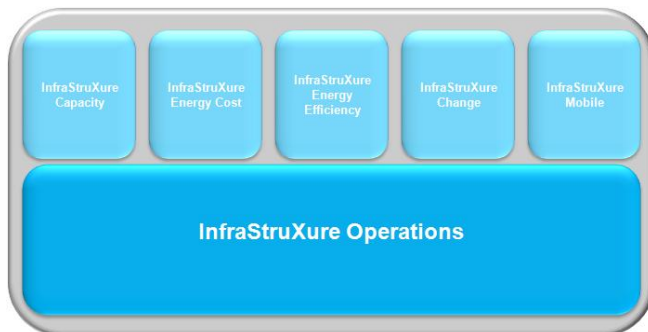 InfraStruXure
Capacity
InfraStruXure
Energy Cost
InfraStruXure
Energy
Efficiency
InfraStruXure
Change
InfraStruXure
Mobile
InfraStruXure Operations